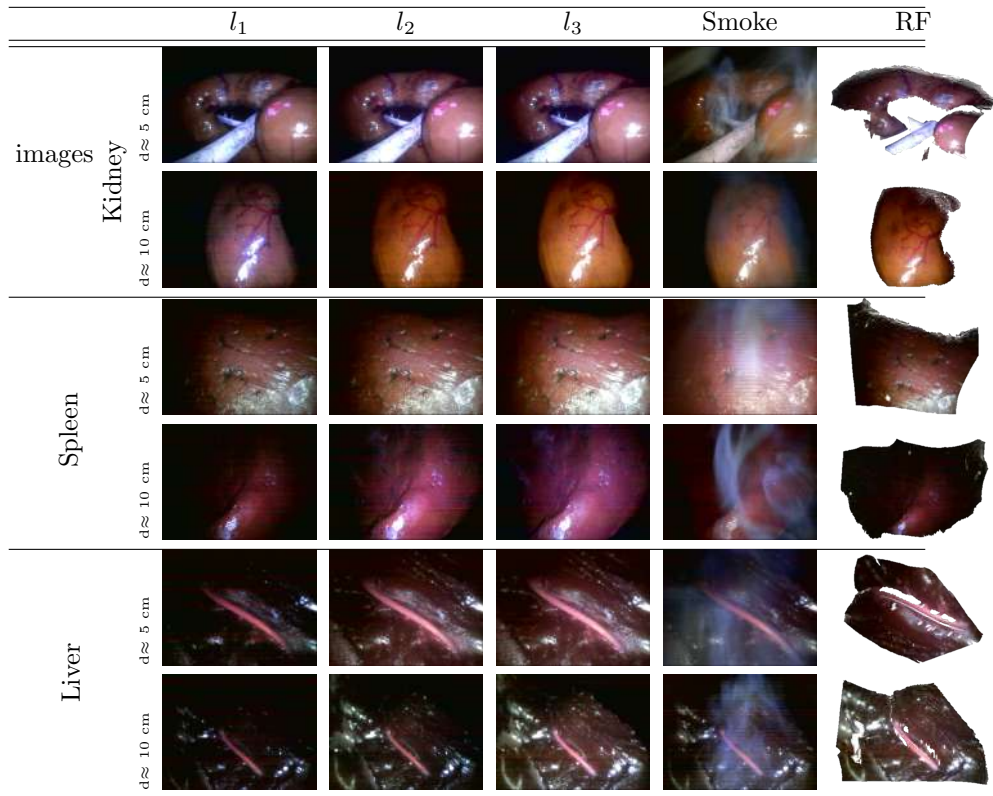 l₁ l₂ l₃ Smoke RF
images
Kidney
d≈ 5 cm
d≈ 10 cm
Spleen
d≈ 5 cm
d≈ 10 cm
Liver
d≈ 5 cm
d≈ 10 cm